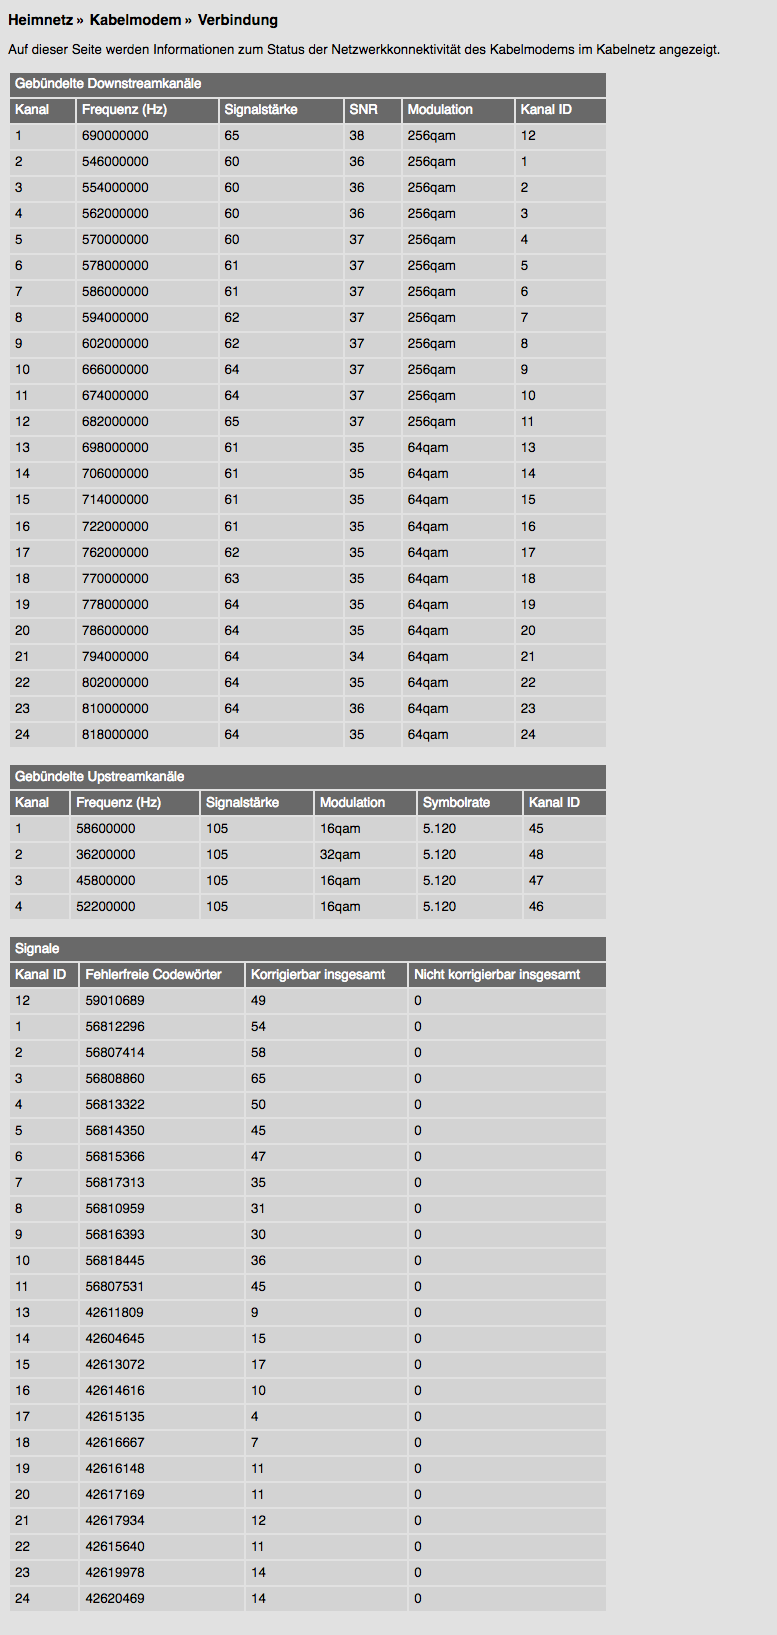 Heimnetz » Kabelmodem » Verbindung
Auf dieser Seite werden Informationen zum Status der Netzwerkkonnektivität des Kabelmodems im Kabelnetz angezeigt.
Gebündelte Downstreamkanäle
Kanal Frequenz (Hz) Signalstärke SNR Modulation Kanal ID
1 690000000 65 38 256qam 12
2 546000000 60 36 256qam 1
3 554000000 60 36 256qam 2
4 562000000 60 36 256qam 3
5 570000000 60 37 256qam 4
6 578000000 61 37 256qam 5
7 586000000 61 37 256qam 6
8 594000000 62 37 256qam 7
9 602000000 62 37 256qam 8
10 666000000 64 37 256qam 9
11 674000000 64 37 256qam 10
12 682000000 65 37 256qam 11
13 698000000 61 35 64qam 13
14 706000000 61 35 64qam 14
15 714000000 61 35 64qam 15
16 722000000 61 35 64qam 16
17 762000000 62 35 64qam 17
18 770000000 63 35 64qam 18
19 778000000 64 35 64qam 19
20 786000000 64 35 64qam 20
21 794000000 64 34 64qam 21
22 802000000 64 35 64qam 22
23 810000000 64 36 64qam 23
24 818000000 64 35 64qam 24
Gebündelte Upstreamkanäle
Kanal Frequenz (Hz) Signalstärke Modulation Symbolrate Kanal ID
1 58600000 105 16qam 5.120 45
2 36200000 105 32qam 5.120 48
3 45800000 105 16qam 5.120 47
4 52200000 105 16qam 5.120 46
Signale
Kanal ID Fehlerfreie Codewörter Korrigierbar insgesamt Nicht korrigierbar insgesamt
12 59010689 49 0
1 56812296 54 0
2 56807414 58 0
3 56808860 65 0
4 56813322 50 0
5 56814350 45 0
6 56815366 47 0
7 56817313 35 0
8 56810959 31 0
9 56816393 30 0
10 56818445 36 0
11 56807531 45 0
13 42611809 9 0
14 42604645 15 0
15 42613072 17 0
16 42614616 10 0
17 42615135 4 0
18 42616667 7 0
19 42616148 11 0
20 42617169 11 0
21 42617934 12 0
22 42615640 11 0
23 42619978 14 0
24 42620469 14 0